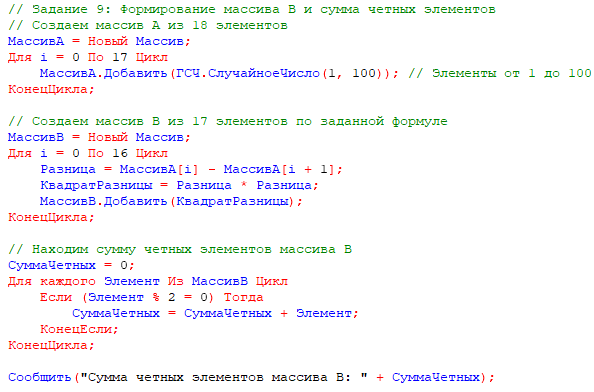 // Задание 9: Формирование массива B и сумма четных элементов
// Создаем массив A из 18 элементов
МассивA = Новый Массив;
Для i = 0 По 17 Цикл
    МассивA.Добавить(ГСЧ.СлучайноеЧисло(1, 100)); // Элементы от 1 до 100
КонецЦикла;

// Создаем массив B из 17 элементов по заданной формуле
МассивB = Новый Массив;
Для i = 0 По 16 Цикл
    Разница = МассивA[i] - МассивA[i + 1];
    КвадратРазницы = Разница * Разница;
    МассивB.Добавить(КвадратРазницы);
КонецЦикла;

// Находим сумму четных элементов массива B
СуммаЧетных = 0;
Для каждого Элемент Из МассивB Цикл
    Если (Элемент % 2 = 0) Тогда
        СуммаЧетных = СуммаЧетных + Элемент;
    КонецЕсли;
КонецЦикла;

Сообщить("Сумма четных элементов массива B: " + СуммаЧетных);